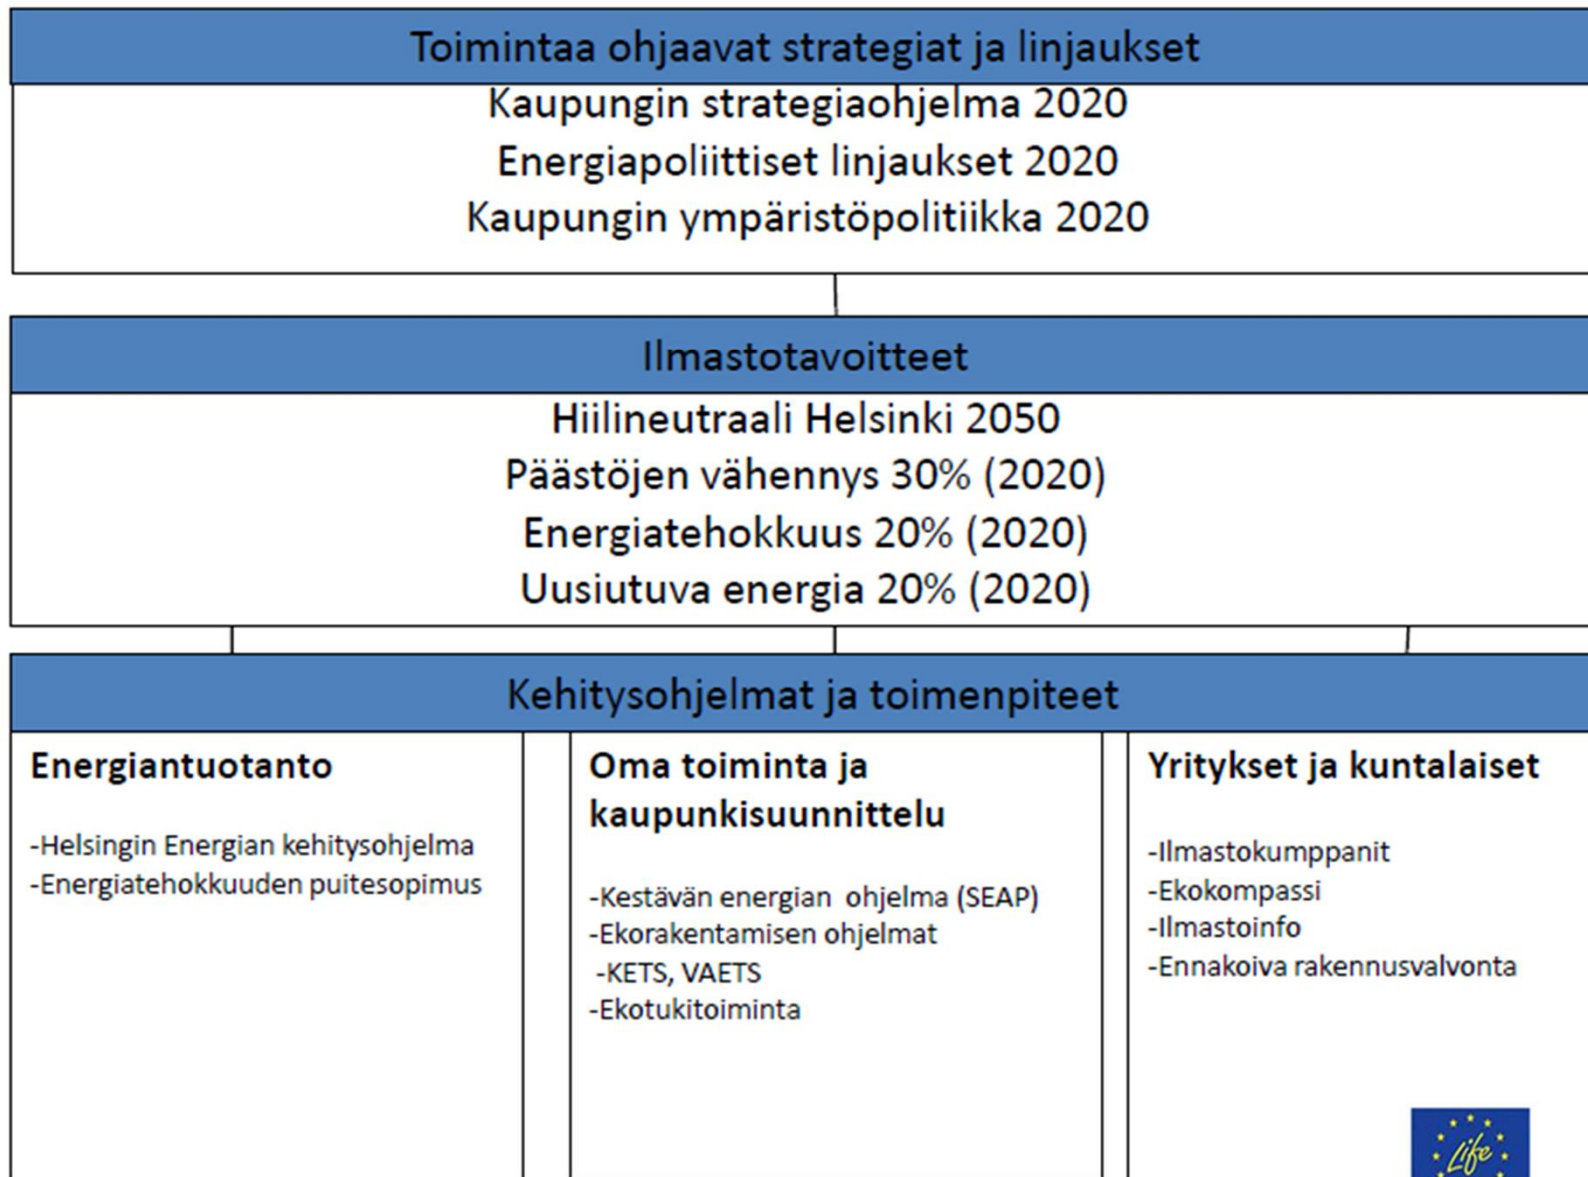 Toimintaa ohjaavat strategiat ja linjaukset
Kaupungin strategiaohjelma 2020
Energiapoliittiset linjaukset 2020
Kaupungin ympäristöpolitiikka 2020
Ilmastotavoitteet
Hiilineutraali Helsinki 2050
Päästöjen vähennys 30% (2020)
Energiatehokkuus 20% (2020)
Uusiutuva energia 20% (2020)
Kehitysohjelmat ja toimenpiteet
Energiantuotanto
-Helsingin Energian kehitysohjelma
-Energiatehokkuuden puitesopimus
Oma toiminta ja
kaupunkisuunnittelu
-Kestävän energian ohjelma (SEAP)
-Ekorakentamisen ohjelmat
-KETS, VAETS
-Ekotukitoiminta
Yritykset ja kuntalaiset
-Ilmastokumppanit
-Ekokompassi
-Ilmastoinfo
-Ennakoiva rakennusvalvonta
Life